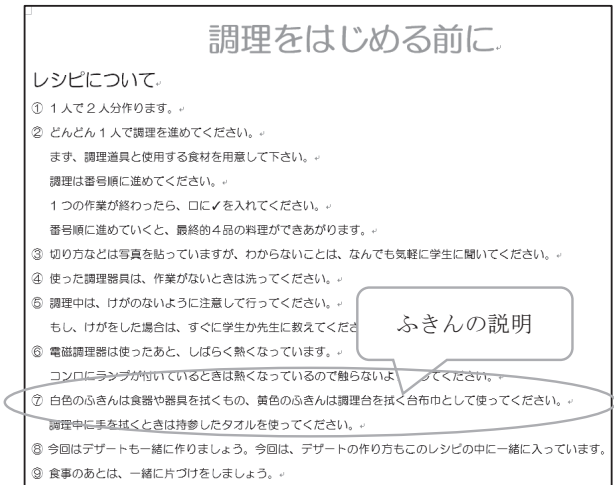 調理をはじめる前に
レシピについて
① 1人で2人分作ります。
② どんどん1人で調理を進めてください。
まず、調理道具と使用する食材を用意して下さい。
調理は番号順に進めてください。
1つの作業が終わったら、口に✓を入れてください。
番号順に進めていくと、最終的4品の料理ができあがります。
③ 切り方などは写真を貼っていますが、わからないことは、なんでも気軽に学生に聞いてください。
④ 使った調理器具は、作業がないときは洗ってください。
⑤ 調理中は、けがのないように注意して行ってください。
もし、けがをした場合は、すぐに学生か先生に教えてくださ
ふきんの説明
⑥ 電磁調理器は使ったあと、しばらく熱くなっています。
コンロにランプが付いているときは熱くなっているので触らないよ してください。
⑦ 白色のふきんは食器や器具を拭くもの、黄色のふきんは調理台を拭く台布巾として使ってください。
調理中に手を拭くときは持参したタオルを使ってください。
⑧ 今回はデザートも一緒に作りましょう。今回は、デザートの作り方もこのレシピの中に一緒に入っています。
⑨ 食事のあとは、一緒に片づけをしましょう。